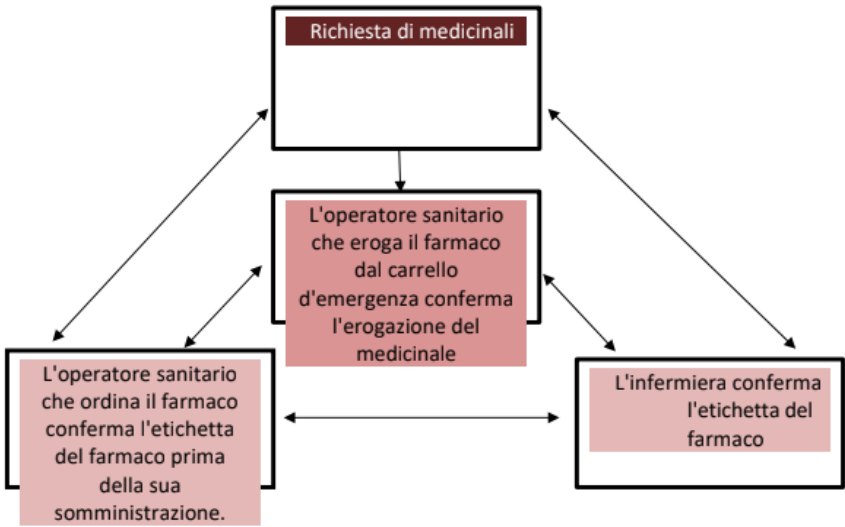 Richiesta di medicinali
L'operatore sanitario
che eroga il farmaco
dal carrello
d'emergenza conferma
l'erogazione del
medicinale
L'operatore sanitario
che ordina il farmaco
conferma l'etichetta
del farmaco prima
della sua
somministrazione.
L'infermiera conferma
l'etichetta del
farmaco